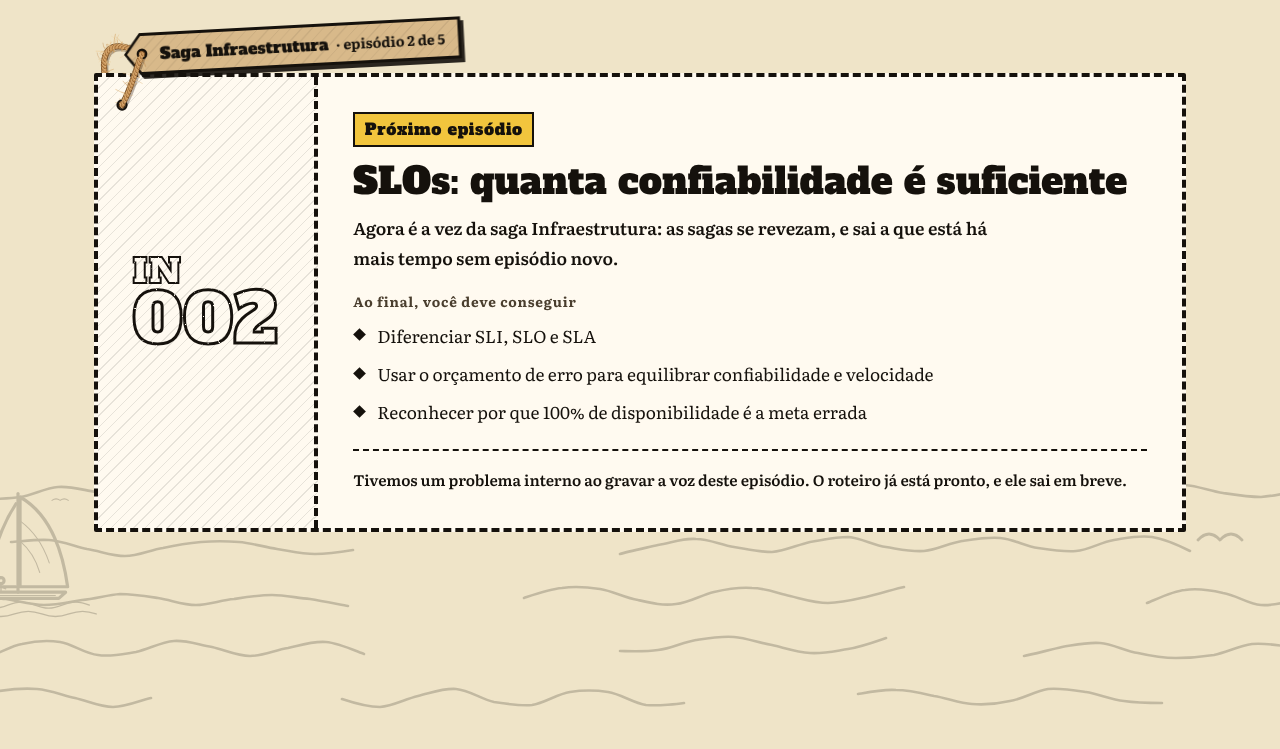 Saga Infraestrutura · episódio 2 de 5
Próximo episódio
SLOs: quanta confiabilidade é suficiente
Agora é a vez da saga Infraestrutura: as sagas se revezam, e sai a que está há
mais tempo sem episódio novo.
IN
002
Ao final, você deve conseguir
Diferenciar SLI, SLO e SLA
Usar o orçamento de erro para equilibrar confiabilidade e velocidade
Reconhecer por que 100% de disponibilidade é a meta errada
Tivemos um problema interno ao gravar a voz deste episódio. O roteiro já está pronto, e ele sai em breve.